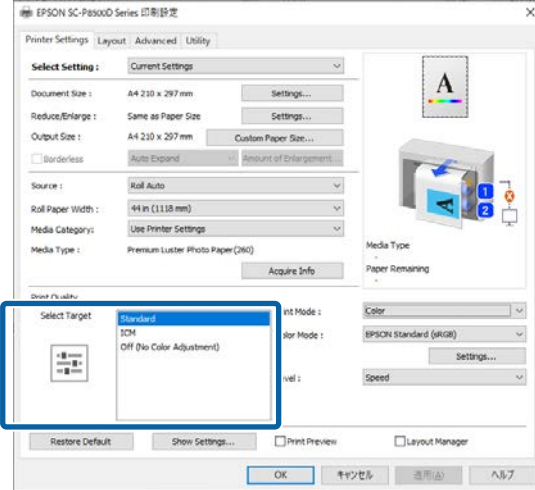 EPSON SC-P8500D Series 印刷設定
Printer Settings Layout Advanced Utility
Select Setting : Current Settings
Document Size : A4 210 x 297 mm Settings...
Reduce/Enlarge : Same as Paper Size Settings...
Output Size : A4 210 x 297 mm Custom Paper Size...
Borderless Auto Expand Amount of Enlargement...
Source : Roll Auto
Roll Paper Width : 44 in (1118 mm)
Media Category: Use Printer Settings
Media Type : Premium Luster Photo Paper(260)
Acquire Info
A
A
1
2
Media Type
-
Paper Remaining
-
Print Quality
Select Target
Standard
ICM
Off (No Color Adjustment)
int Mode : Color
olor Mode : EPSON Standard (sRGB)
Settings...
evel : Speed
Restore Default Show Settings... Print Preview Layout Manager
OK キャンセル 適用(A) ヘルプ